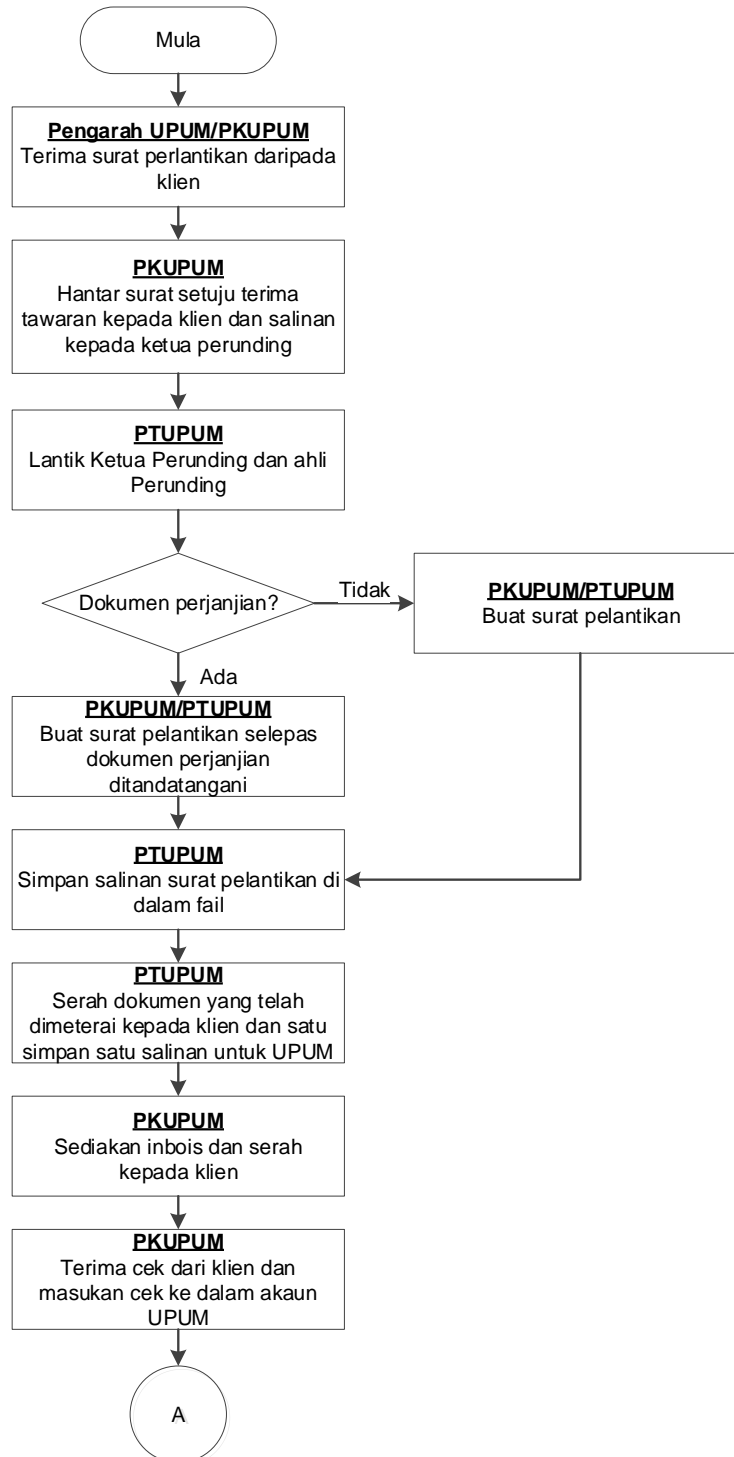 Mula
Pengarah UPUM/PKUPUM
Terima surat perlantikan daripada
klien
PKUPUM
Hantar surat setuju terima
tawaran kepada klien dan salinan
kepada ketua perunding
PTUPUM
Lantik Ketua Perunding dan ahli
Perunding
Dokumen perjanjian?
Tidak
PKUPUM/PTUPUM
Buat surat pelantikan
Ada
PKUPUM/PTUPUM
Buat surat pelantikan selepas
dokumen perjanjian
ditandatangani
PTUPUM
Simpan salinan surat pelantikan di
dalam fail
PTUPUM
Serah dokumen yang telah
dimeterai kepada klien dan satu
simpan satu salinan untuk UPUM
PKUPUM
Sediakan inbois dan serah
kepada klien
PKUPUM
Terima cek dari klien dan
masukan cek ke dalam akaun
UPUM
A